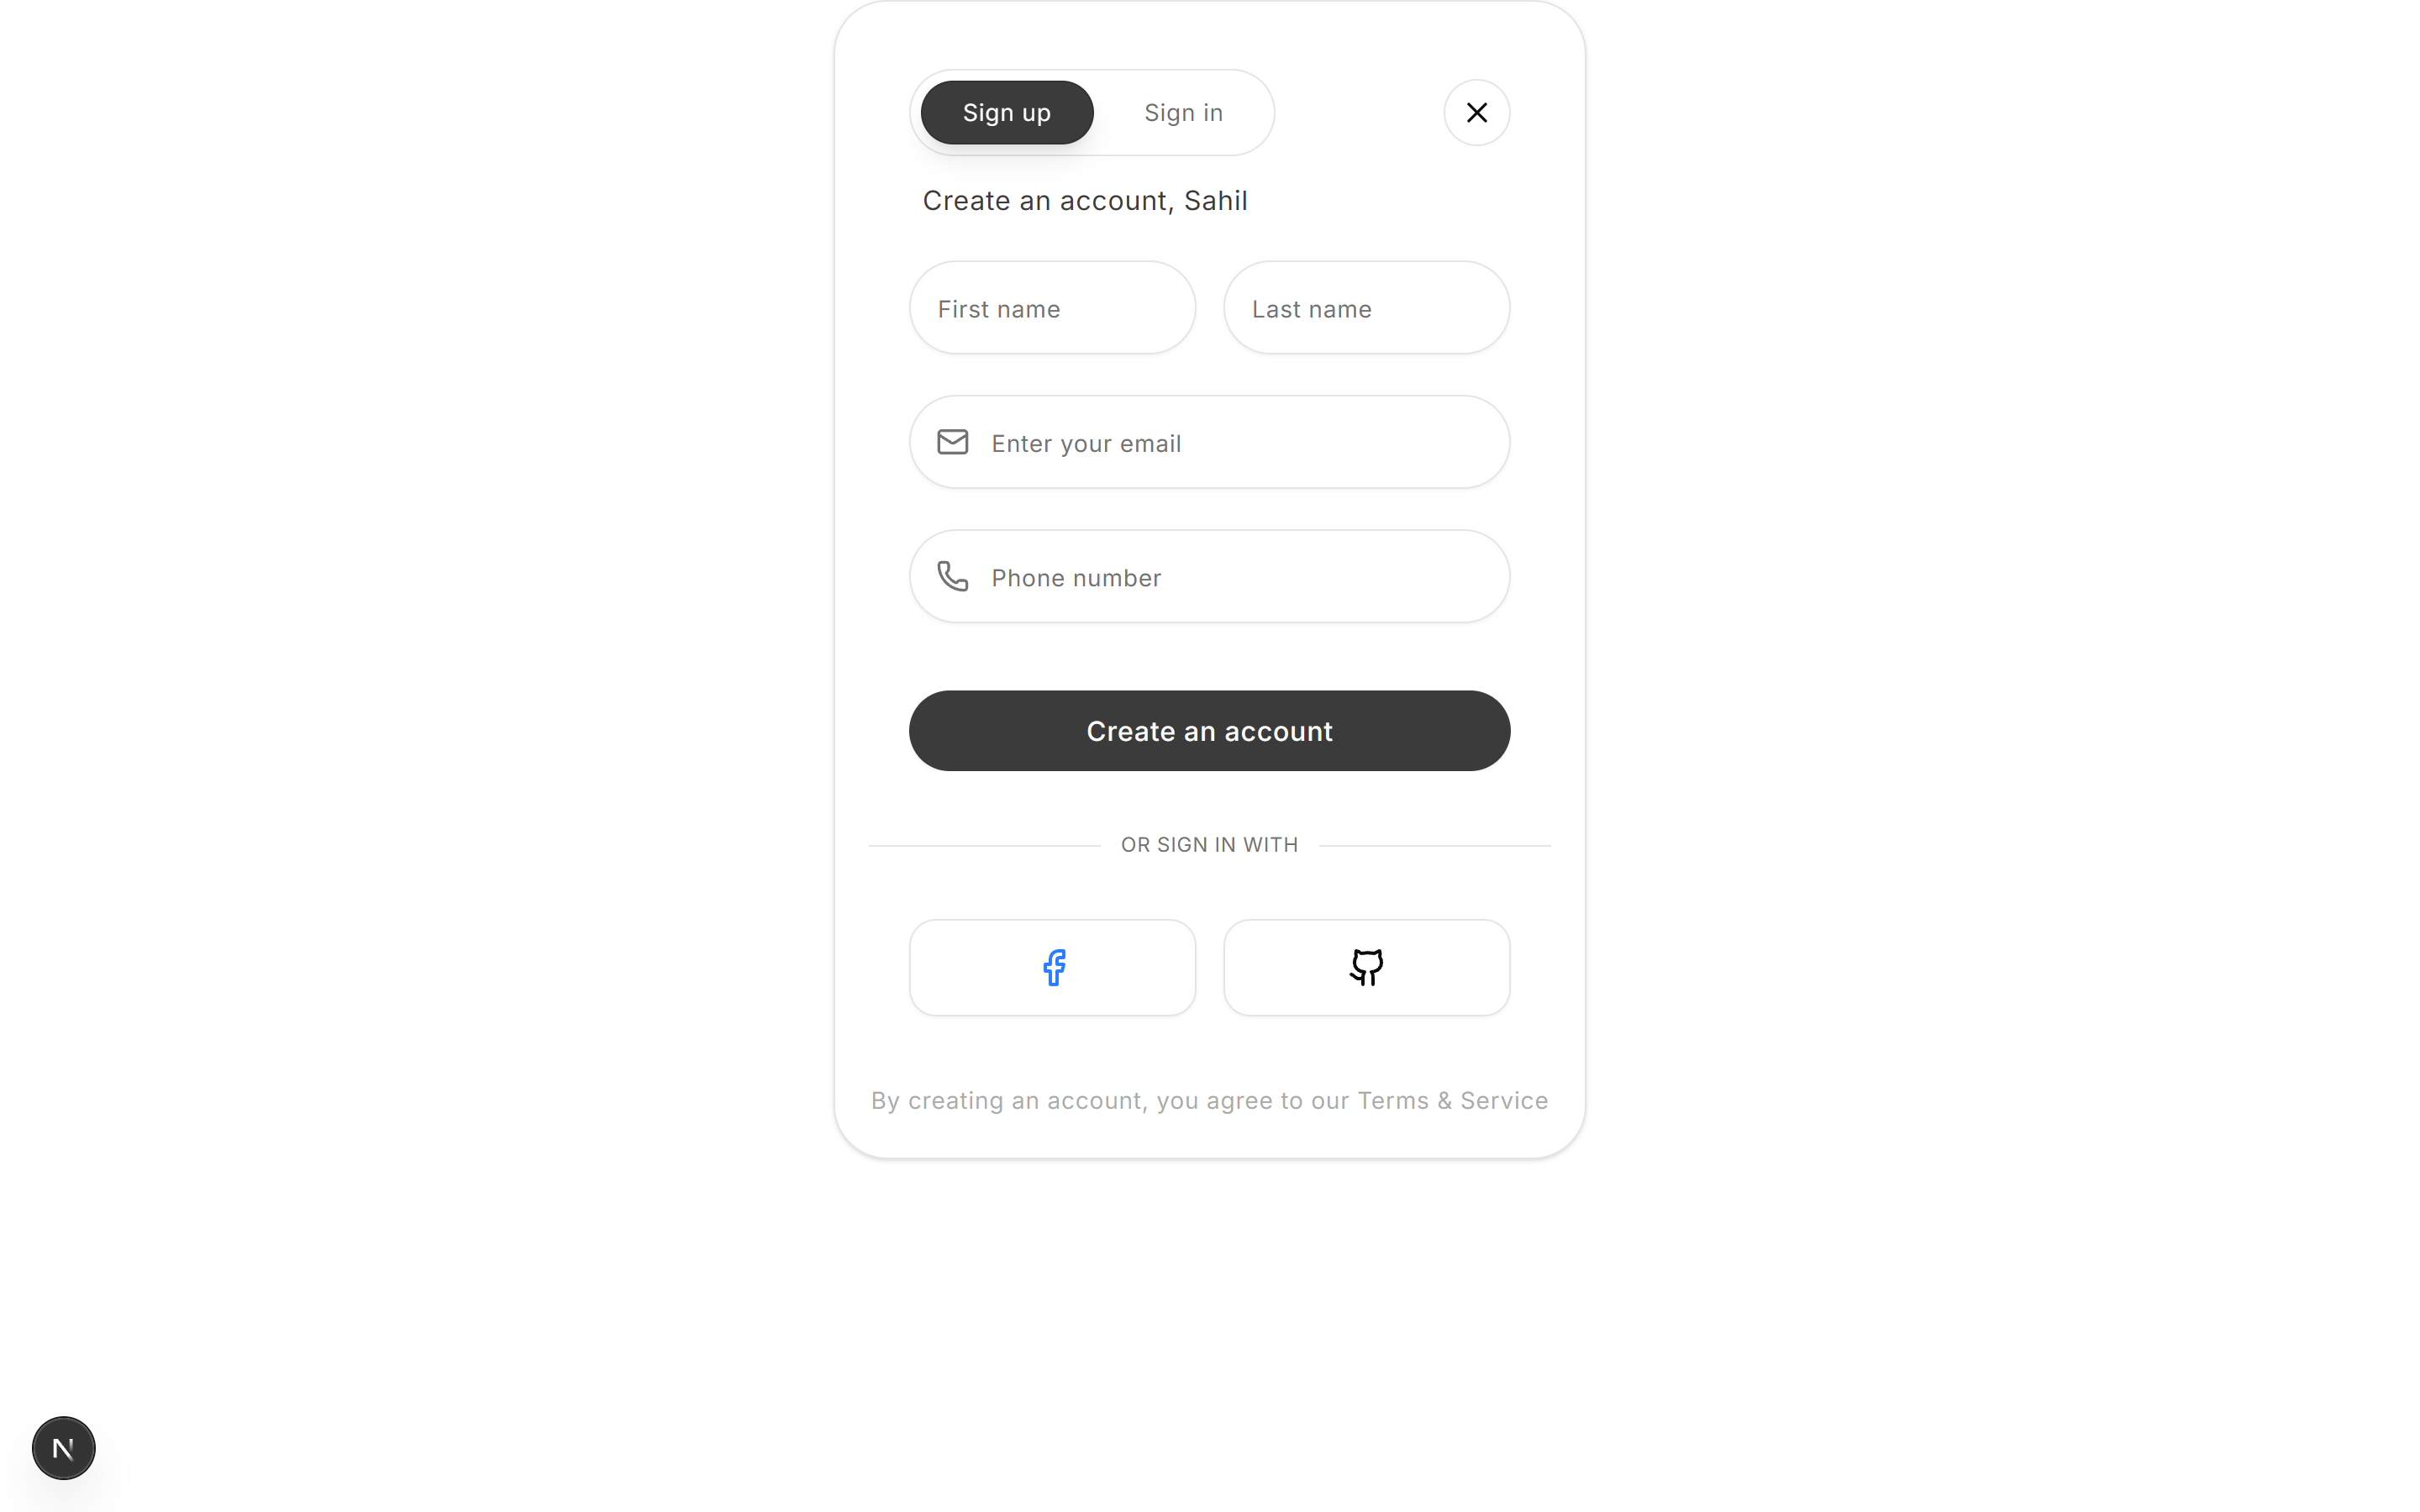 Sign up Sign in
Create an account, Sahil
First name Last name
Enter your email
Phone number
Create an account
OR SIGN IN WITH
By creating an account, you agree to our Terms & Service
N